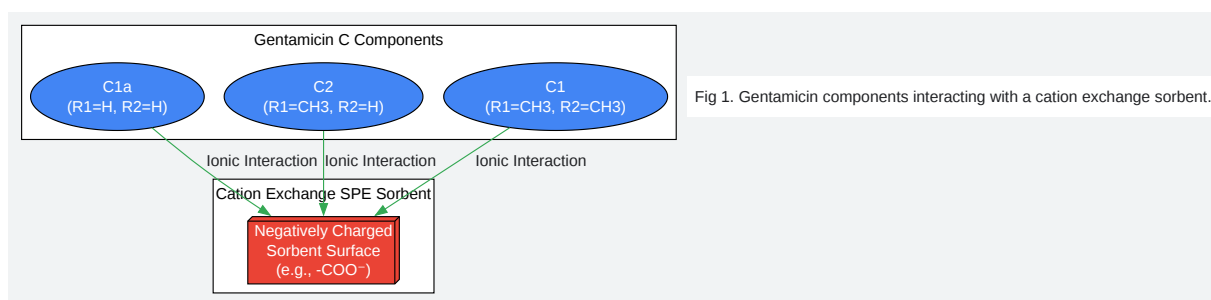 Gentamicin C Components
C1a
(R1=H, R2=H)
C2
(R1=CH3, R2=H)
C1
(R1=CH3, R2=CH3)
Fig 1. Gentamicin components interacting with a cation exchange sorbent.
Ionic Interaction
Ionic Interaction
Ionic Interaction
Cation Exchange SPE Sorbent
Negatively Charged
Sorbent Surface
(e.g., -COO⁻)